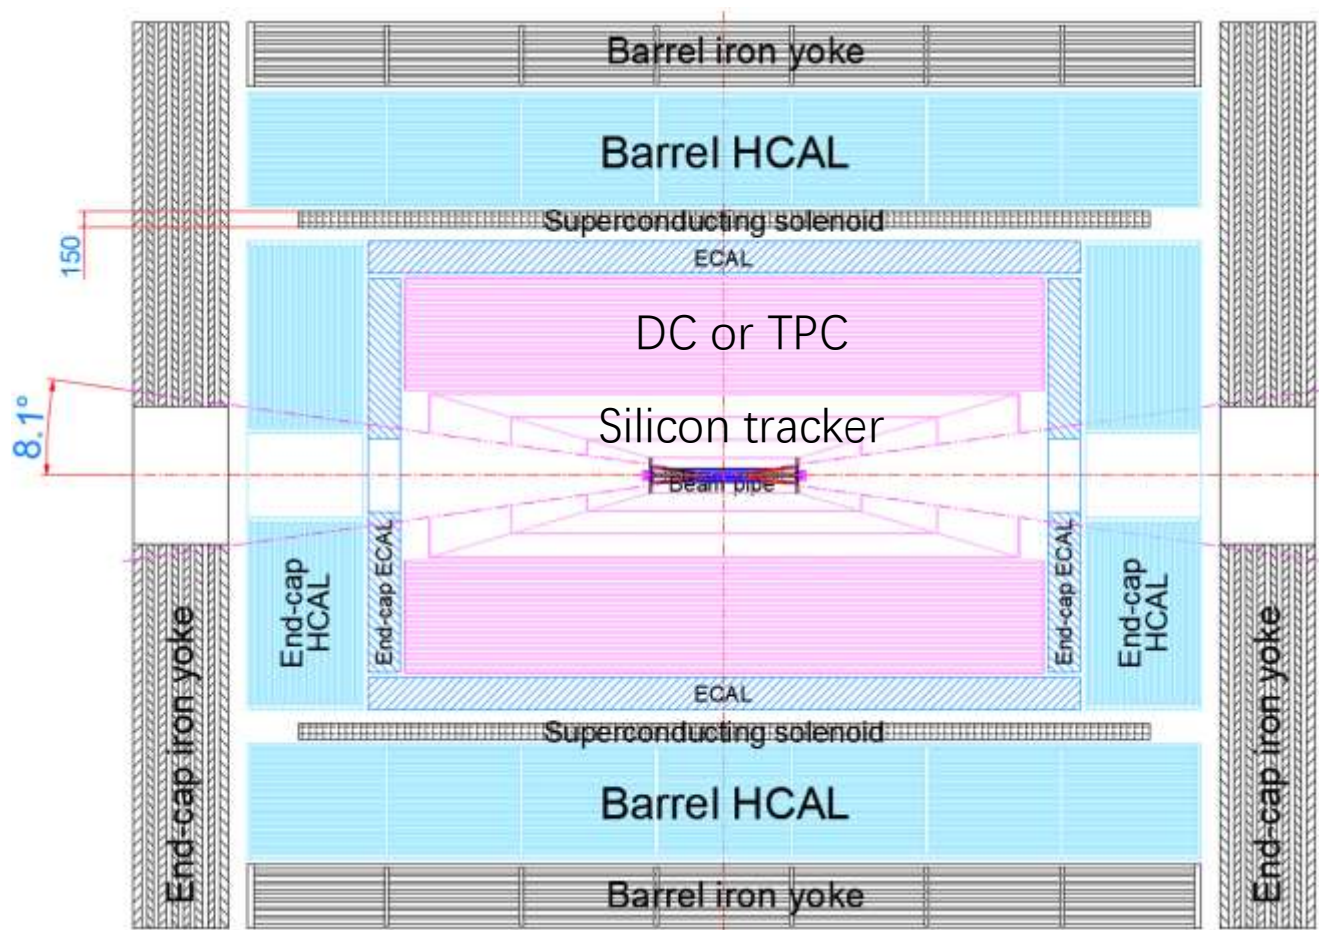 Barrel iron yoke
Barrel HCAL
Superconducting solenoid
150
ECAL
DC or TPC
8.1°
Silicon tracker
Beam pipe
End-cap iron yoke
End-cap
HCAL
End-cap ECAL
End-cap ECAL
End-cap
HCAL
End-cap iron yoke
ECAL
Superconducting solenoid
Barrel HCAL
Barrel iron yoke